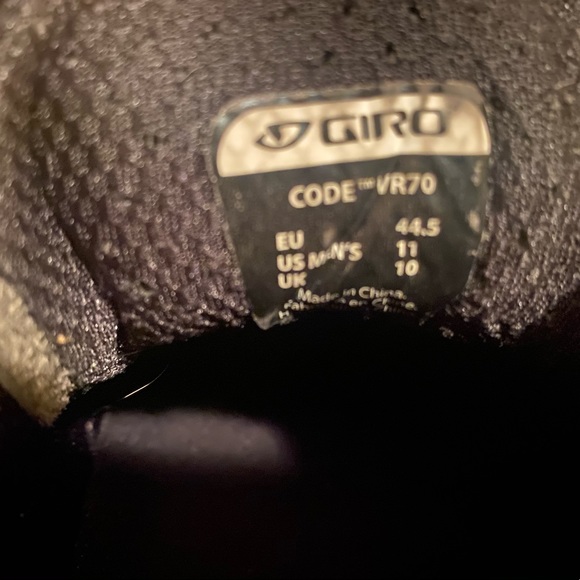 GIRO
CODE™ VR70
EU 44.5
US MEN'S 11
UK 10
Made in China.